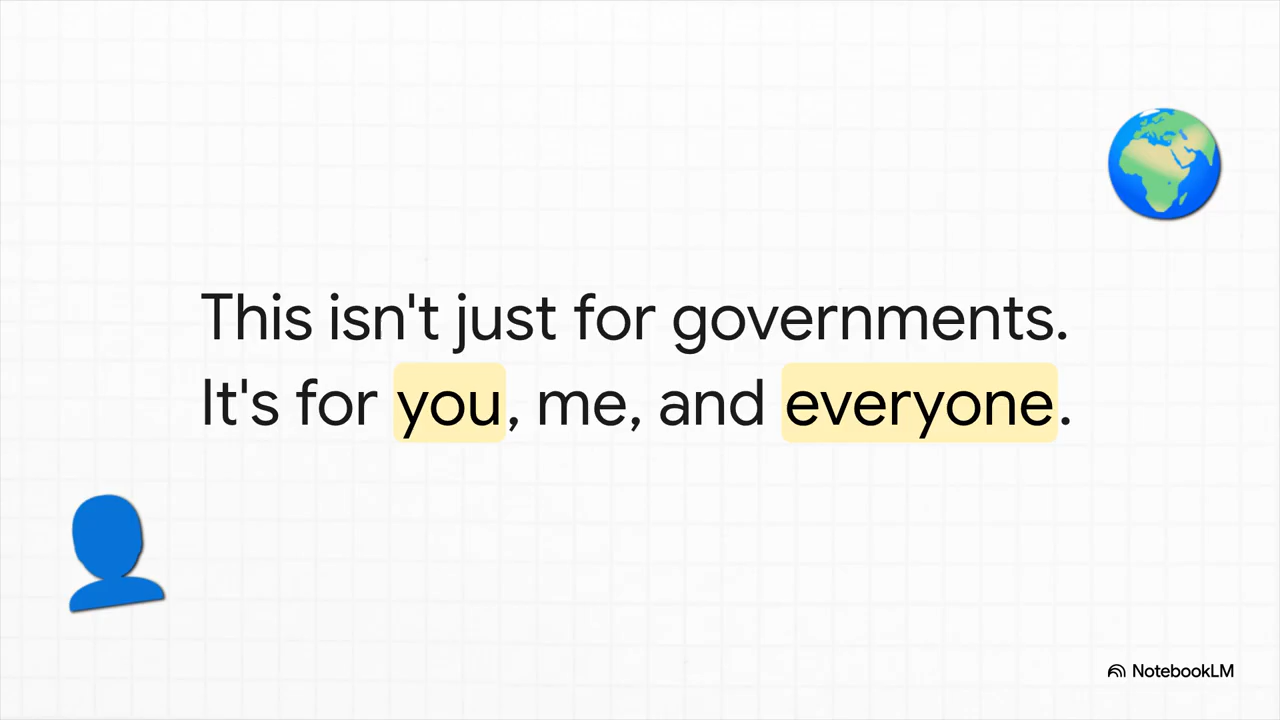 This isn't just for governments.
It's for you, me, and everyone.
NotebookLM